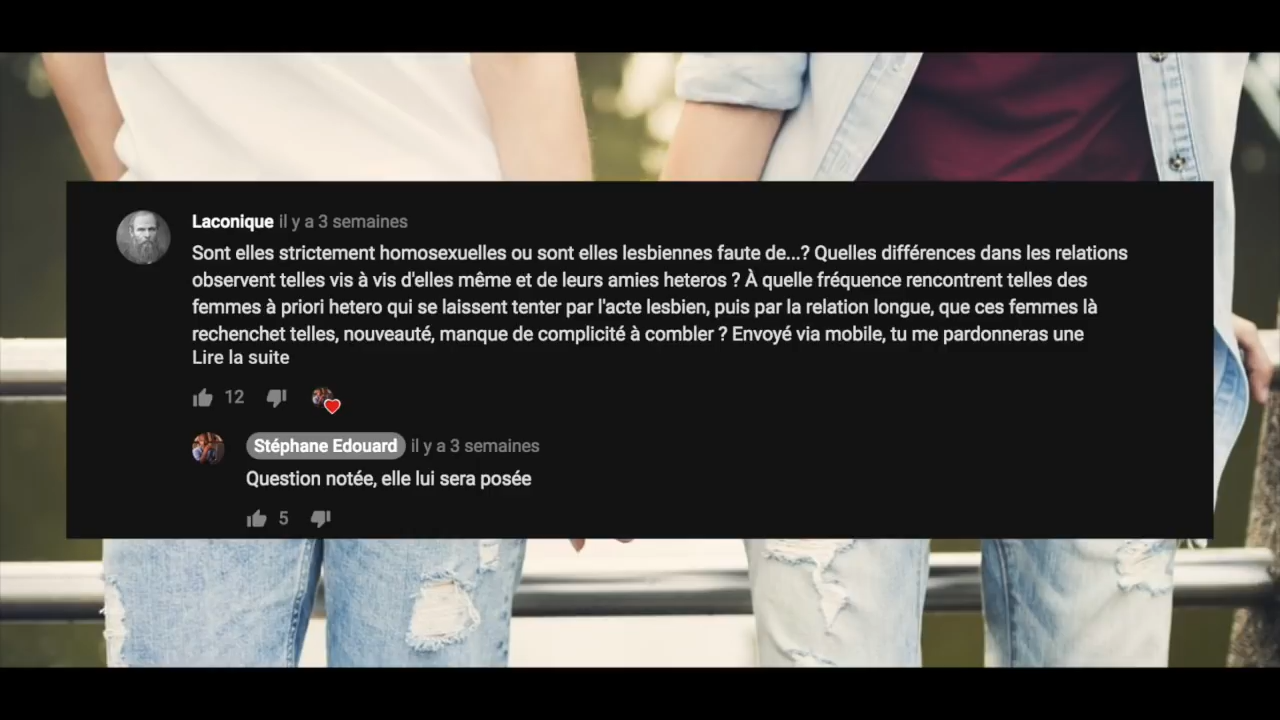 Laconique il y a 3 semaines
Sont elles strictement homosexuelles ou sont elles lesbiennes faute de...? Quelles différences dans les relations
observent telles vis à vis d'elles même et de leurs amies heteros ? À quelle fréquence rencontrent telles des
femmes à priori hetero qui se laissent tenter par l'acte lesbien, puis par la relation longue, que ces femmes là
rechenchet telles, nouveauté, manque de complicité à combler ? Envoyé via mobile, tu me pardonneras une
Lire la suite
12
Stéphane Edouard il y a 3 semaines
Question notée, elle lui sera posée
5